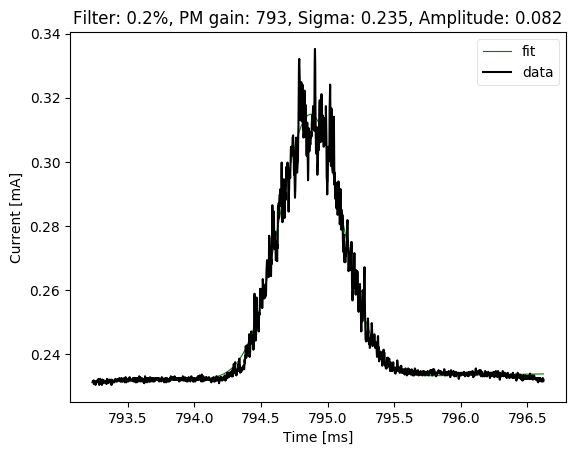 Filter: 0.2%, PM gain: 793, Sigma: 0.235, Amplitude: 0.082
fit
data
0.34
0.32
0.30
0.28
0.26
0.24
Current [mA]
793.5 794.0 794.5 795.0 795.5 796.0 796.5
Time [ms]